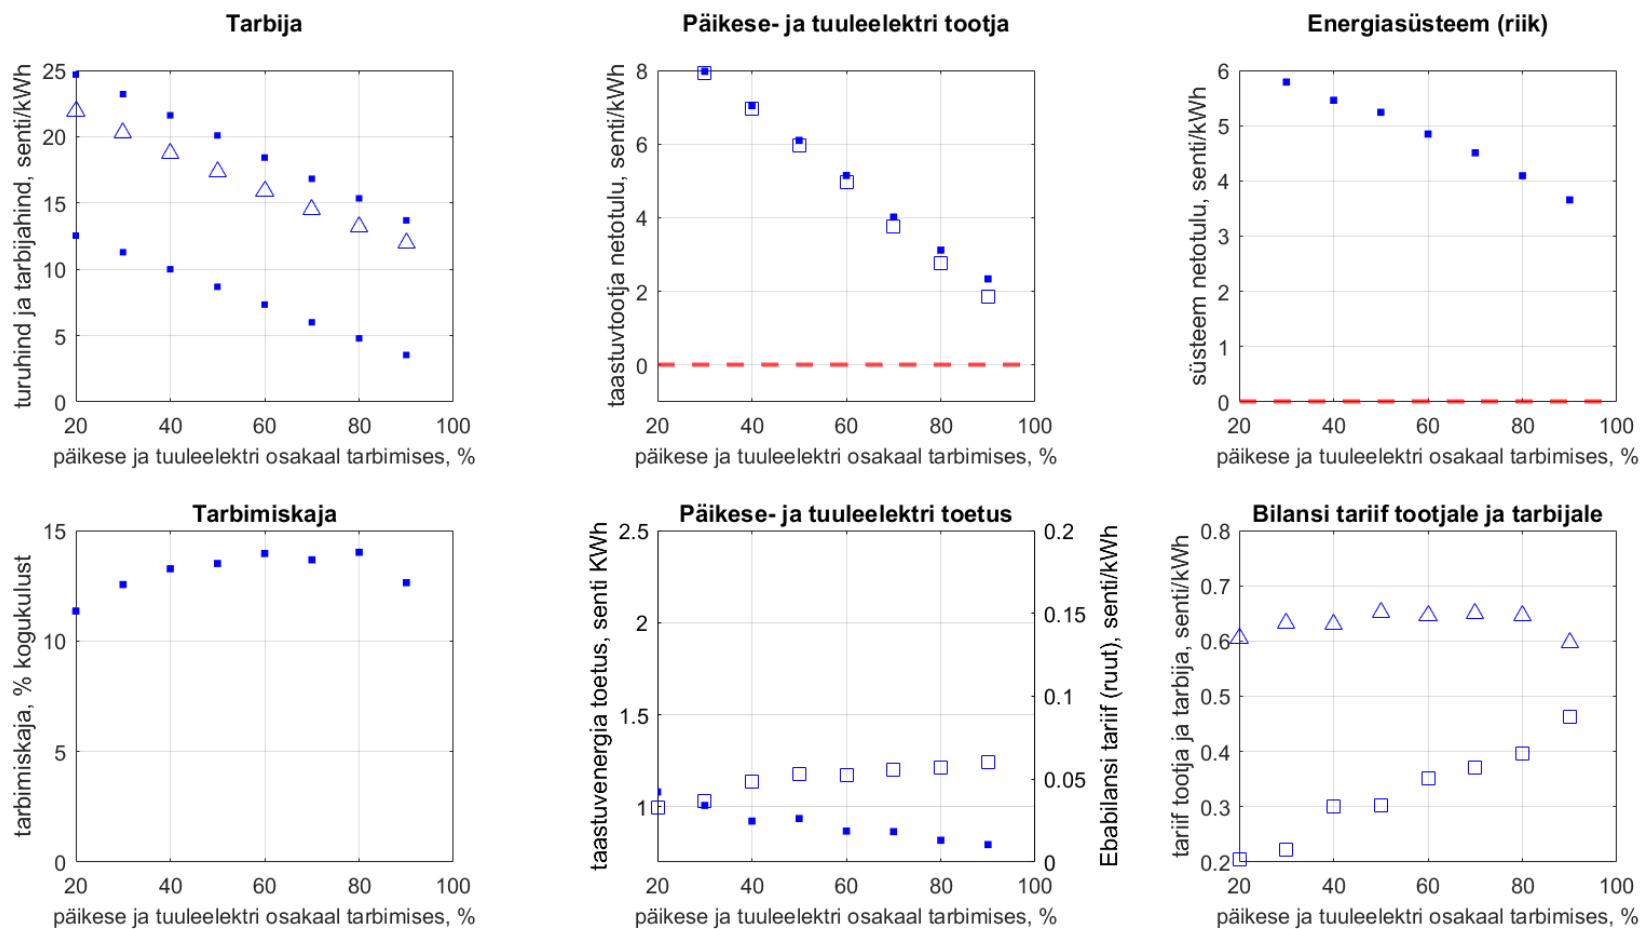 Tarbija
turuhind ja tarbijahind, senti/kWh
25
20
15
10
5
0
20 40 60 80 100
päikese ja tuuleelektri osakaal tarbimises, %
Päikese- ja tuuleelektri tootja
taastuvtootja netotulu, senti/kWh
8
6
4
2
0
20 40 60 80 100
päikese ja tuuleelektri osakaal tarbimises, %
Energiasüsteem (riik)
süsteem netotulu, senti/kWh
6
5
4
3
2
1
0
20 40 60 80 100
päikese ja tuuleelektri osakaal tarbimises, %
Tarbimiskaja
tarbimiskaja, % kogukulust
15
10
5
0
20 40 60 80 100
päikese ja tuuleelektri osakaal tarbimises, %
Päikese- ja tuuleelektri toetus
taastuvenergia toetus, senti KWh
2.5
2
1.5
1
0.2
0.15
0.1
0.05
0
Ebabilansi tariif (ruut), senti/kWh
20 40 60 80 100
päikese ja tuuleelektri osakaal tarbimises, %
Bilansi tariif tootjale ja tarbijale
tariif tootja ja tarbija, senti/kWh
0.8
0.7
0.6
0.5
0.4
0.3
0.2
20 40 60 80 100
päikese ja tuuleelektri osakaal tarbimises, %